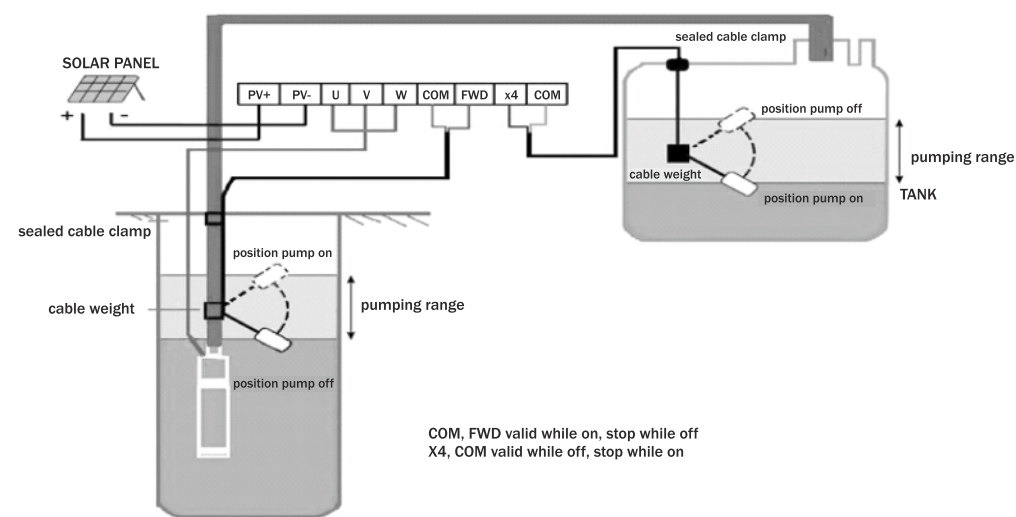 sealed cable clamp
SOLAR PANEL
+ -
PV+ PV- U V W COM FWD x4 COM
position pump off
pumping range
cable weight
position pump on
TANK
sealed cable clamp
position pump on
cable weight
pumping range
position pump off
COM, FWD valid while on, stop while off
X4, COM valid while off, stop while on